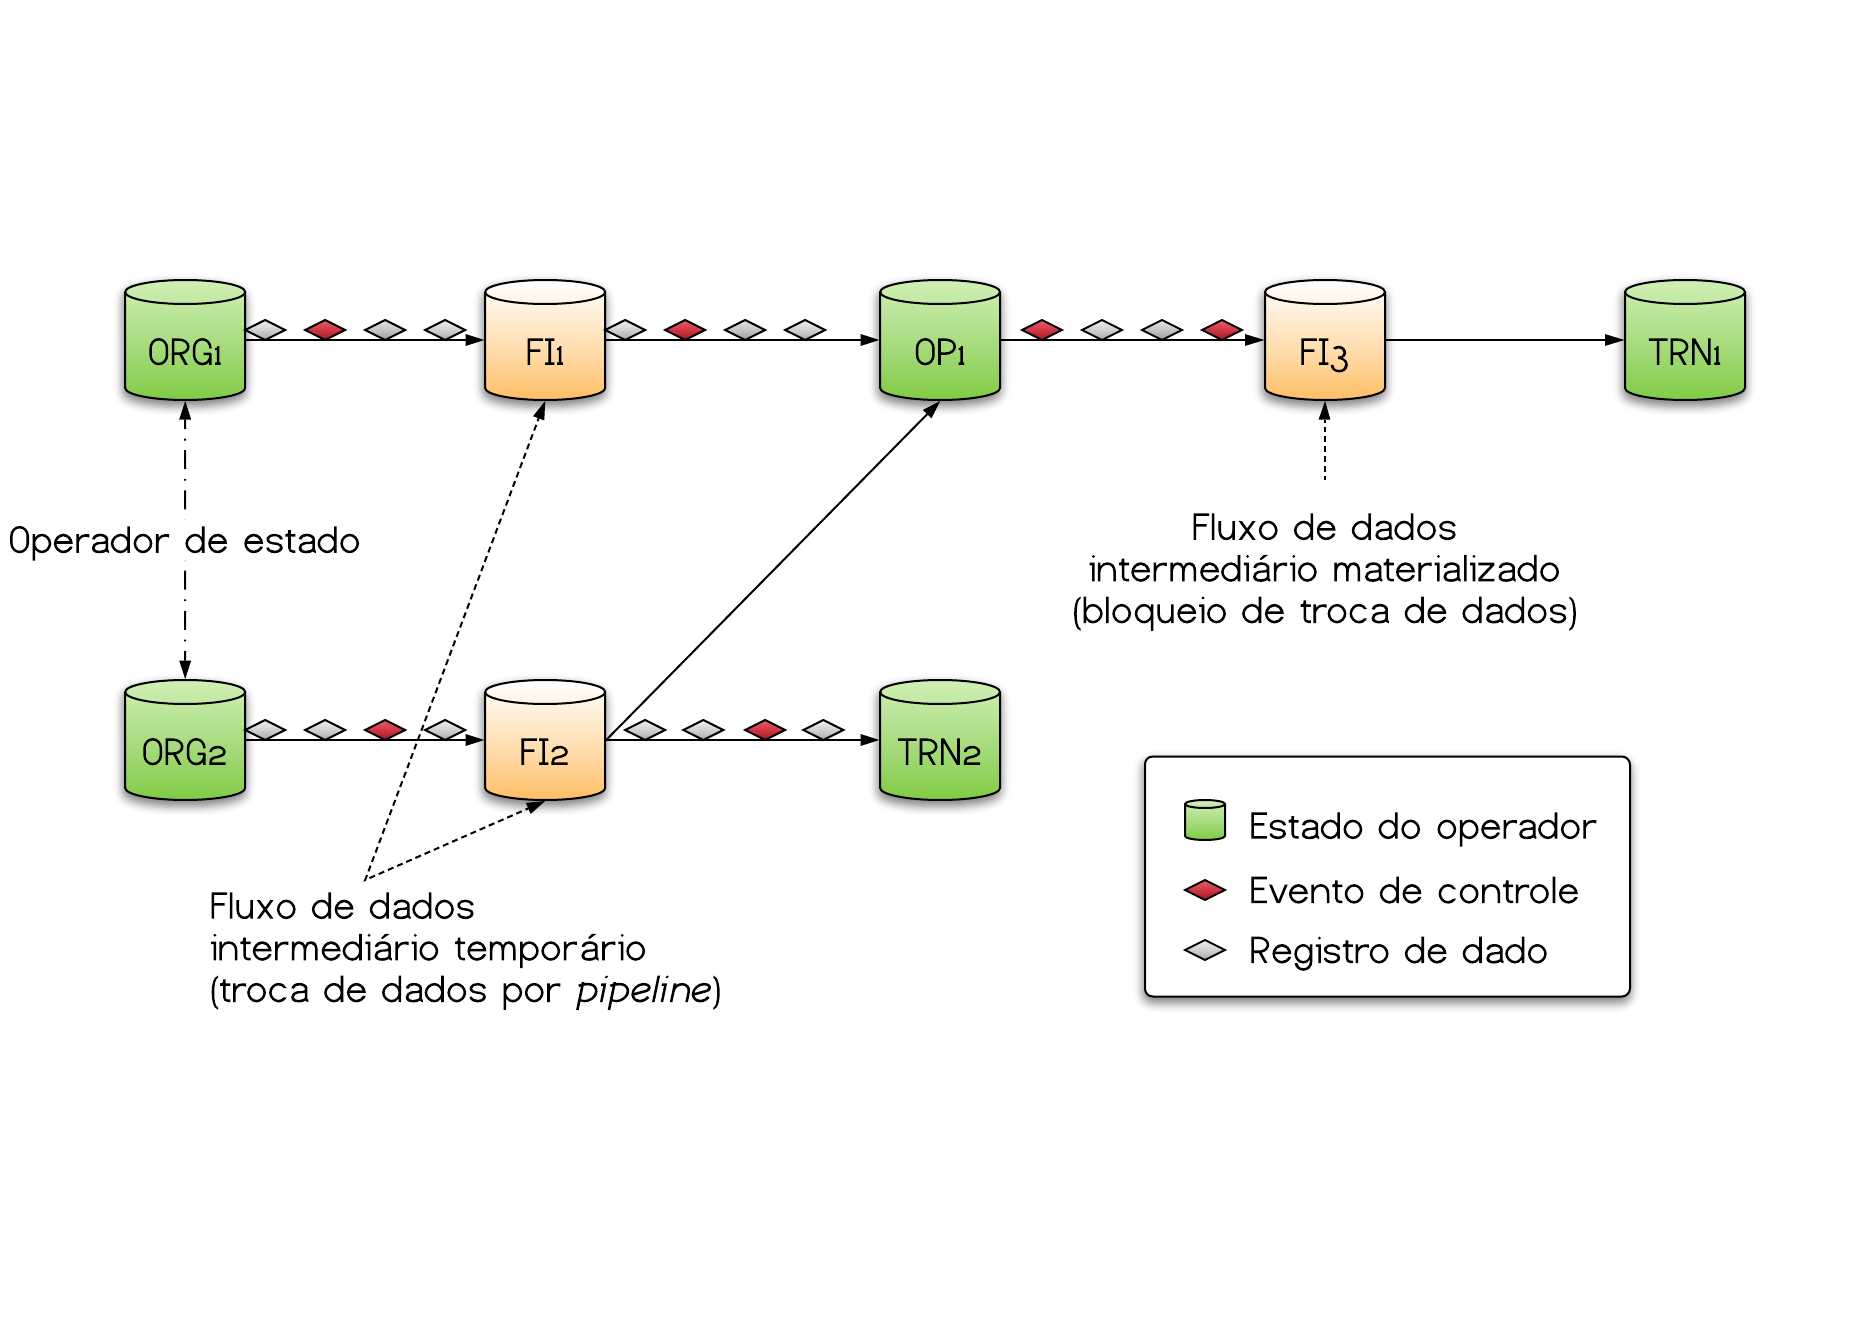 ORG1
FI1
OP1
FI3
TRN1
Operador de estado
Fluxo de dados
intermediário materializado
(bloqueio de troca de dados)
ORG2
FI2
TRN2
Fluxo de dados
intermediário temporário
(troca de dados por pipeline)
Estado do operador
Evento de controle
Registro de dado